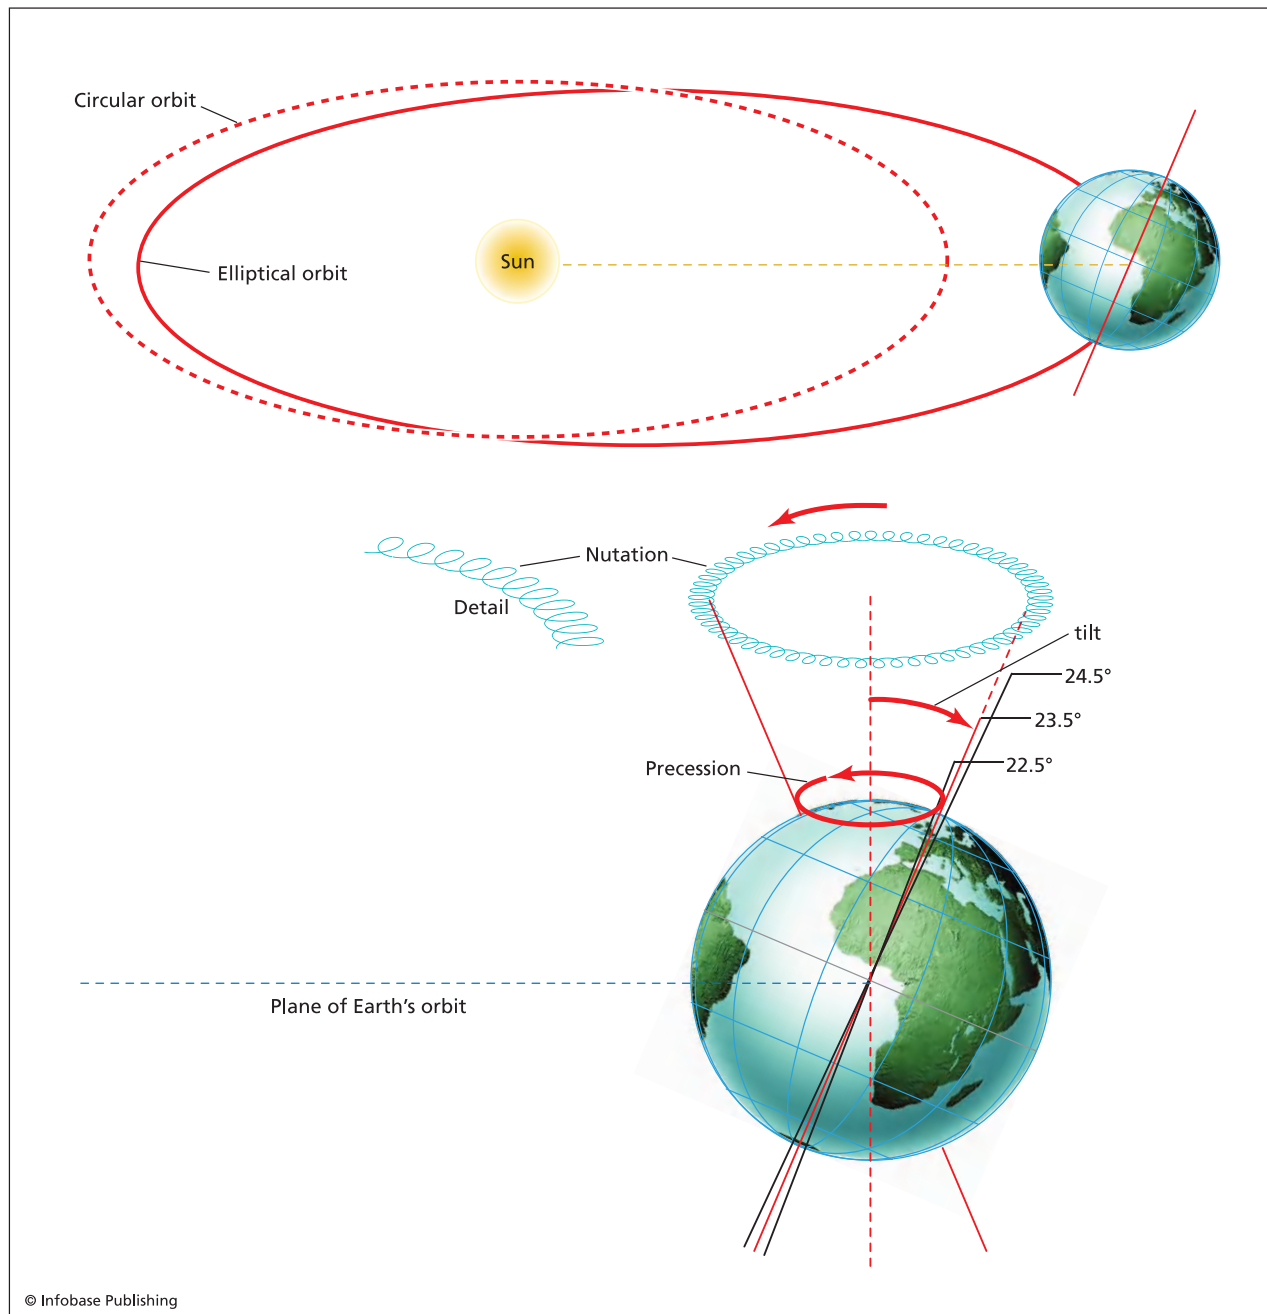 Circular orbit
Sun
Elliptical orbit
Nutation
Detail
tilt
24.5°
23.5°
22.5°
Precession
Plane of Earth's orbit
© Infobase Publishing